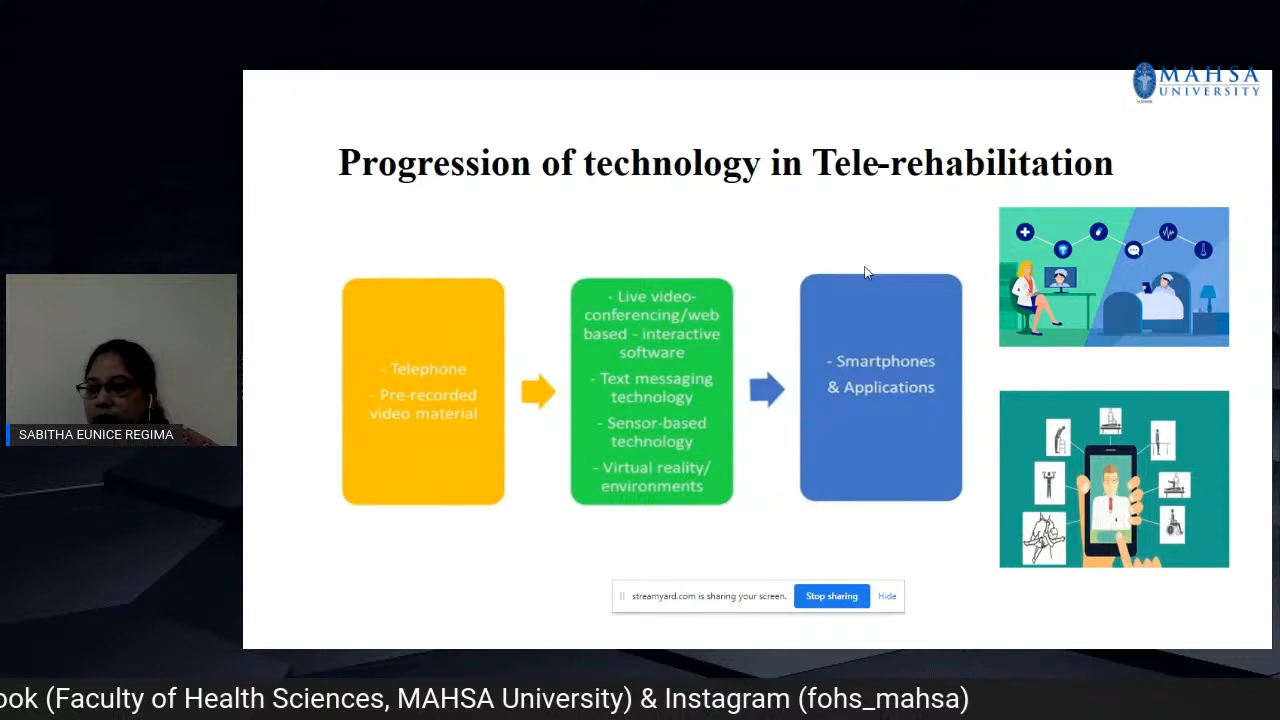 MAHSA
UNIVERSITY
Progression of technology in Tele-rehabilitation
- Telephone
- Pre-recorded
video material
- Live video-
conferencing/web
based - interactive
software
- Text messaging
technology
- Sensor-based
technology
- Virtual reality/
environments
- Smartphones
& Applications
SABITHA EUNICE REGIMA
streamyard.com is sharing your screen.
Stop sharing
Hide
ook (Faculty of Health Sciences, MAHSA University) & Instagram (fohs_mahsa)